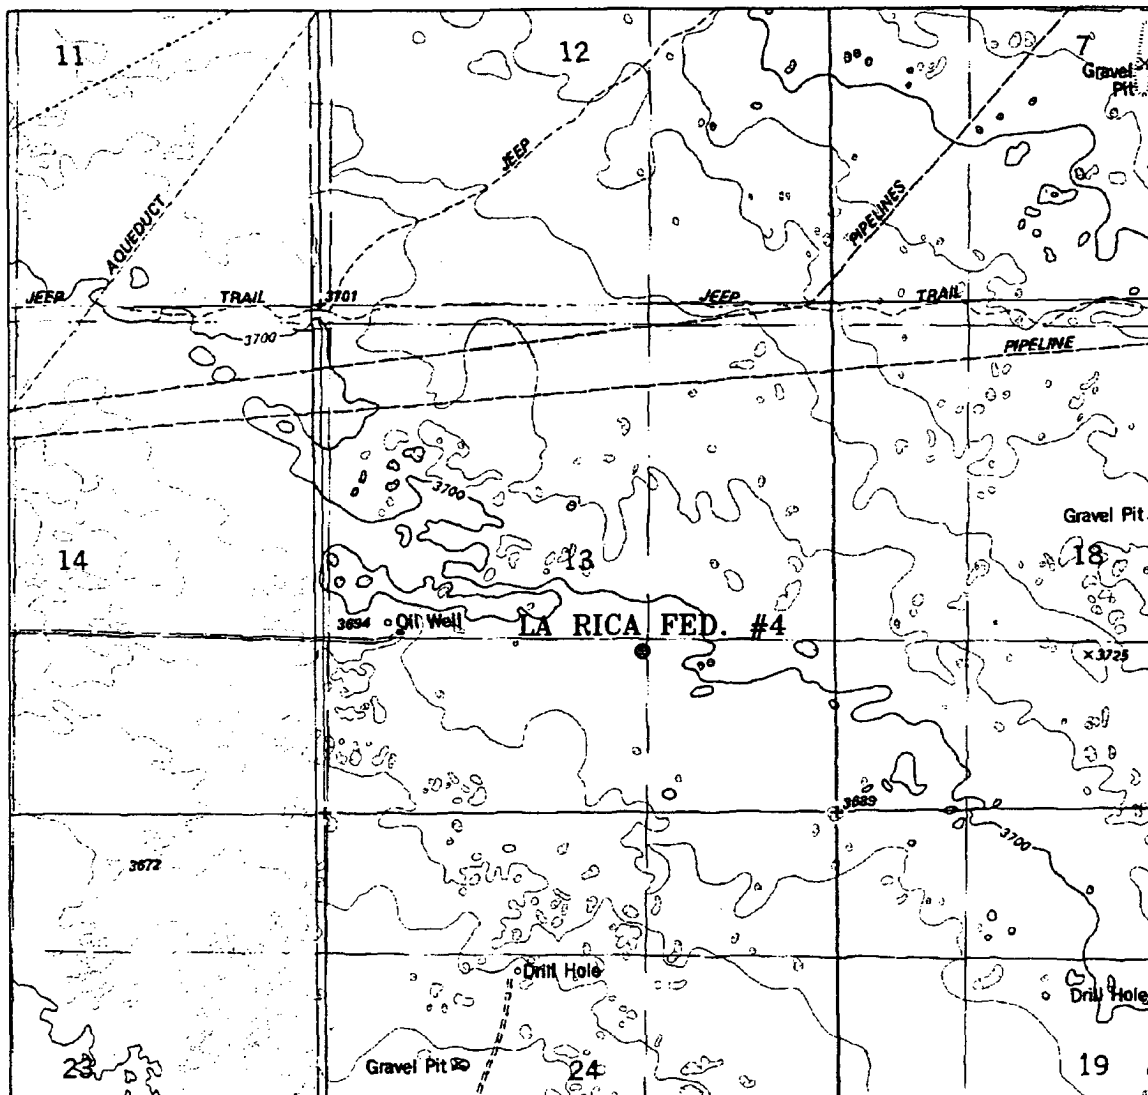 11
12
7
Gravel
Pit
JEEP
AQUEDUCT
PIPELINES
JEEP
TRAIL
3701
JEEP
TRAIL
3700
PIPELINE
3700
Gravel Pit
14
13
18
3694
Oil Well
LA RICA FED. #4
×3725
3689
3700
3672
Drill Hole
Drill Hole
23
Gravel Pit
24
19